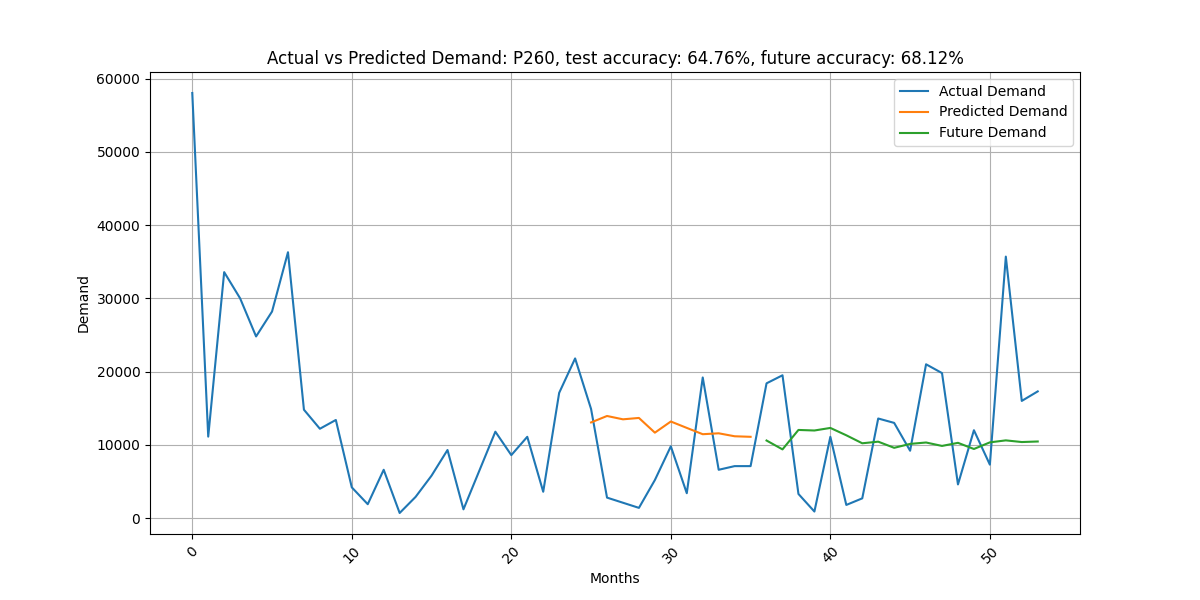 Actual vs Predicted Demand: P260, test accuracy: 64.76%, future accuracy: 68.12%
Actual Demand
Predicted Demand
Future Demand
60000
50000
40000
30000
20000
10000
0
Demand
0 10 20 30 40 50
Months